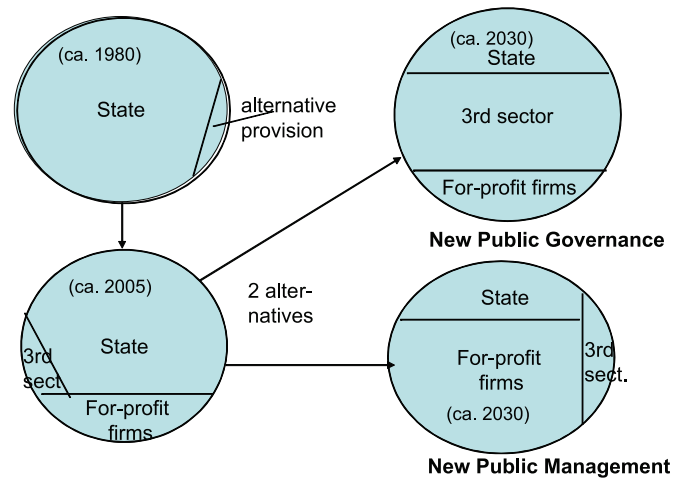 (ca. 1980)
State
alternative
provision
(ca. 2030)
State
3rd sector
For-profit firms
New Public Governance
(ca. 2005)
State
3rd
sect
For-profit
firms
2 alter-
natives
State
For-profit
firms
(ca. 2030)
3rd
sect.
New Public Management